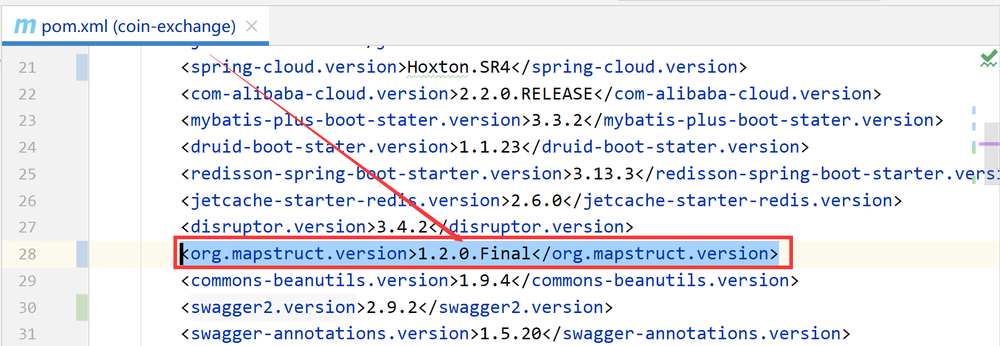 m pom.xml (coin-exchange)
21 <spring-cloud.version>Hoxton.SR4</spring-cloud.version>
22 <com-alibaba-cloud.version>2.2.0.RELEASE</com-alibaba-cloud.version>
23 <mybatis-plus-boot-stater.version>3.3.2</mybatis-plus-boot-stater.version>
24 <druid-boot-stater.version>1.1.23</druid-boot-stater.version>
25 <redisson-spring-boot-starter.version>3.13.3</redisson-spring-boot-starter.versi
26 <jetcache-starter-redis.version>2.6.0</jetcache-starter-redis.version>
27 <disruptor.version>3.4.2</disruptor.version>
28 <org.mapstruct.version>1.2.0.Final</org.mapstruct.version>
29 <commons-beanutils.version>1.9.4</commons-beanutils.version>
30 <swagger2.version>2.9.2</swagger2.version>
31 <swagger-annotations.version>1.5.20</swagger-annotations.version>